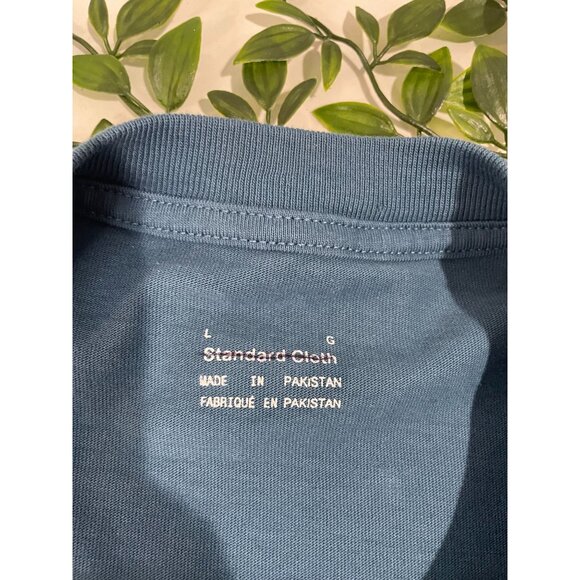 L G
Standard Cloth
MADE IN PAKISTAN
FABRIQUÉ EN PAKISTAN